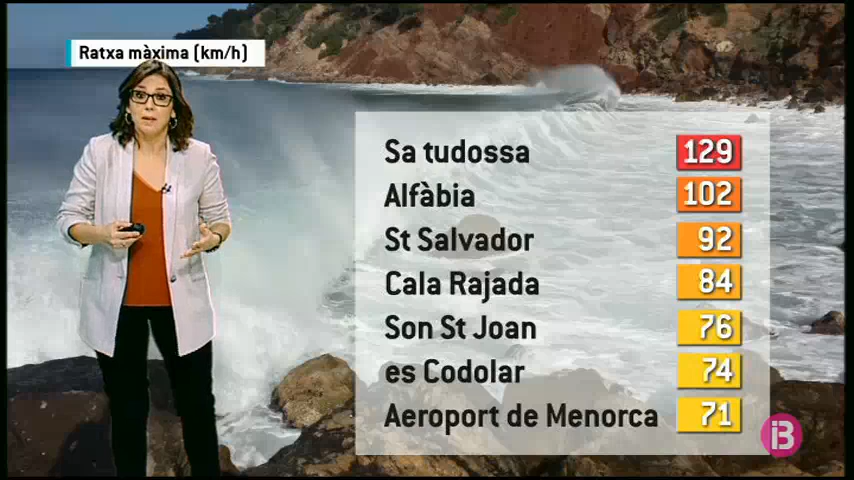 Ratxa màxima (km/h)
Sa tudossa 129
Alfàbia 102
St Salvador 92
Cala Rajada 84
Son St Joan 76
es Codolar 74
Aeroport de Menorca 71
iB